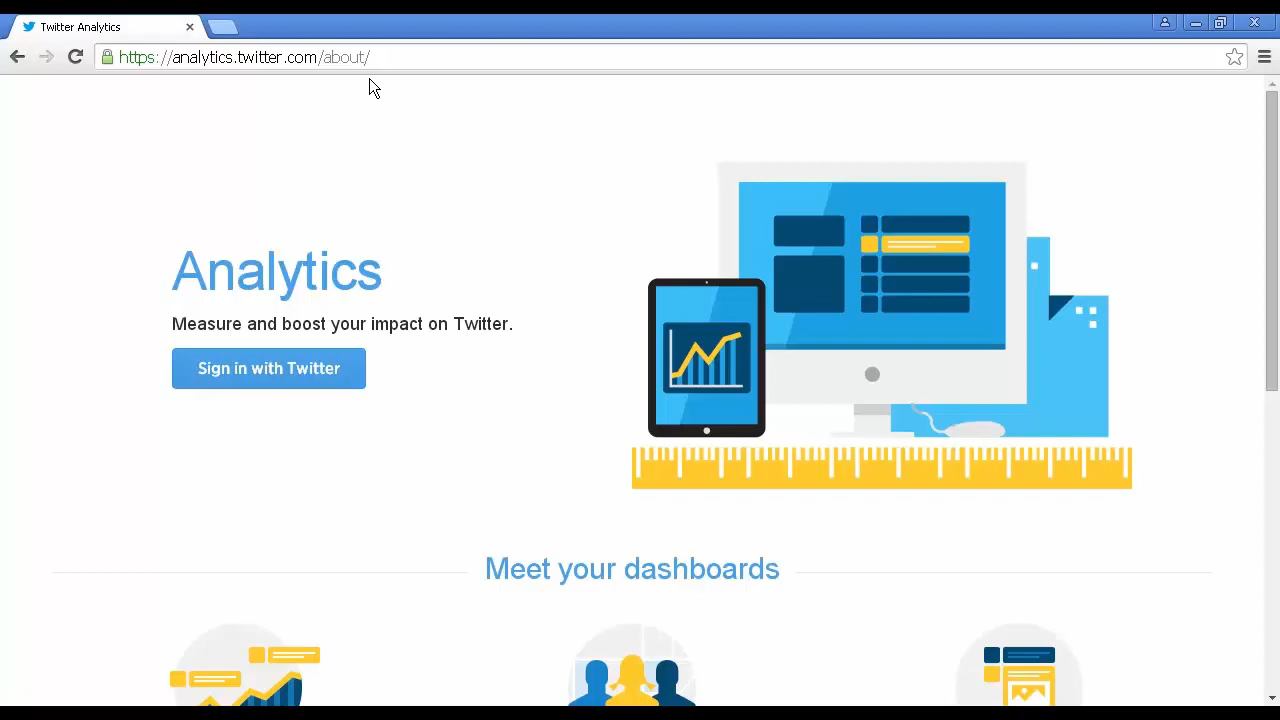 Twitter Analytics
https://analytics.twitter.com/about/
Analytics
Measure and boost your impact on Twitter.
Sign in with Twitter
Meet your dashboards